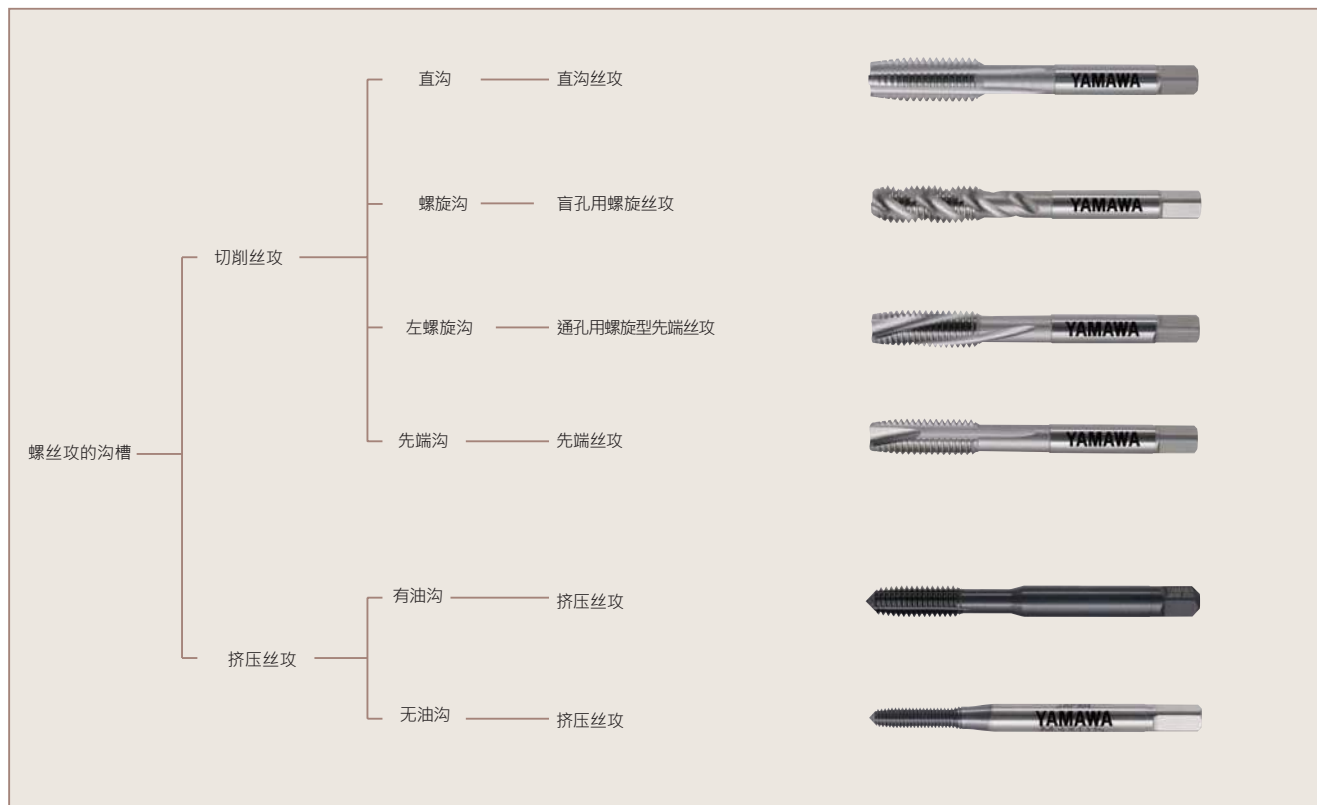 直沟
直沟丝攻
YAMAWA
螺旋沟
盲孔用螺旋丝攻
YAMAWA
切削丝攻
左螺旋沟
通孔用螺旋型先端丝攻
YAMAWA
先端沟
先端丝攻
YAMAWA
螺丝攻的沟槽
有油沟
挤压丝攻
挤压丝攻
无油沟
挤压丝攻
YAMAWA